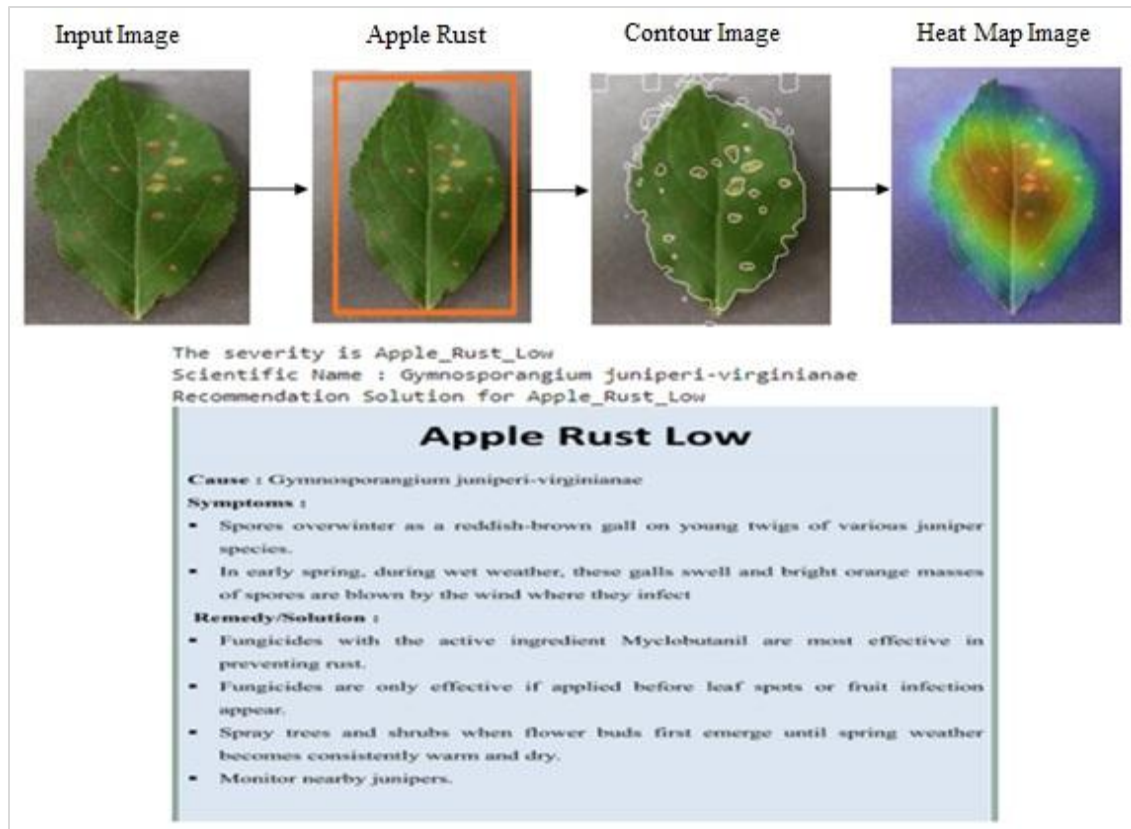 Input Image Apple Rust Contour Image Heat Map Image
The severity is Apple_Rust_Low
Scientific Name : Gymnosporangium juniperi-virginianae
Recommendation Solution for Apple_Rust_Low
Apple Rust Low
Cause : Gymnosporangium juniperi-virginianae
Symptoms :
▪ Spores overwinter as a reddish-brown gall on young twigs of various juniper
species.
▪ In early spring, during wet weather, these galls swell and bright orange masses
of spores are blown by the wind where they infect
Remedy/Solution :
▪ Fungicides with the active ingredient Myclobutanil are most effective in
preventing rust.
▪ Fungicides are only effective if applied before leaf spots or fruit infection
appear.
▪ Spray trees and shrubs when flower buds first emerge until spring weather
becomes consistently warm and dry.
▪ Monitor nearby junipers.